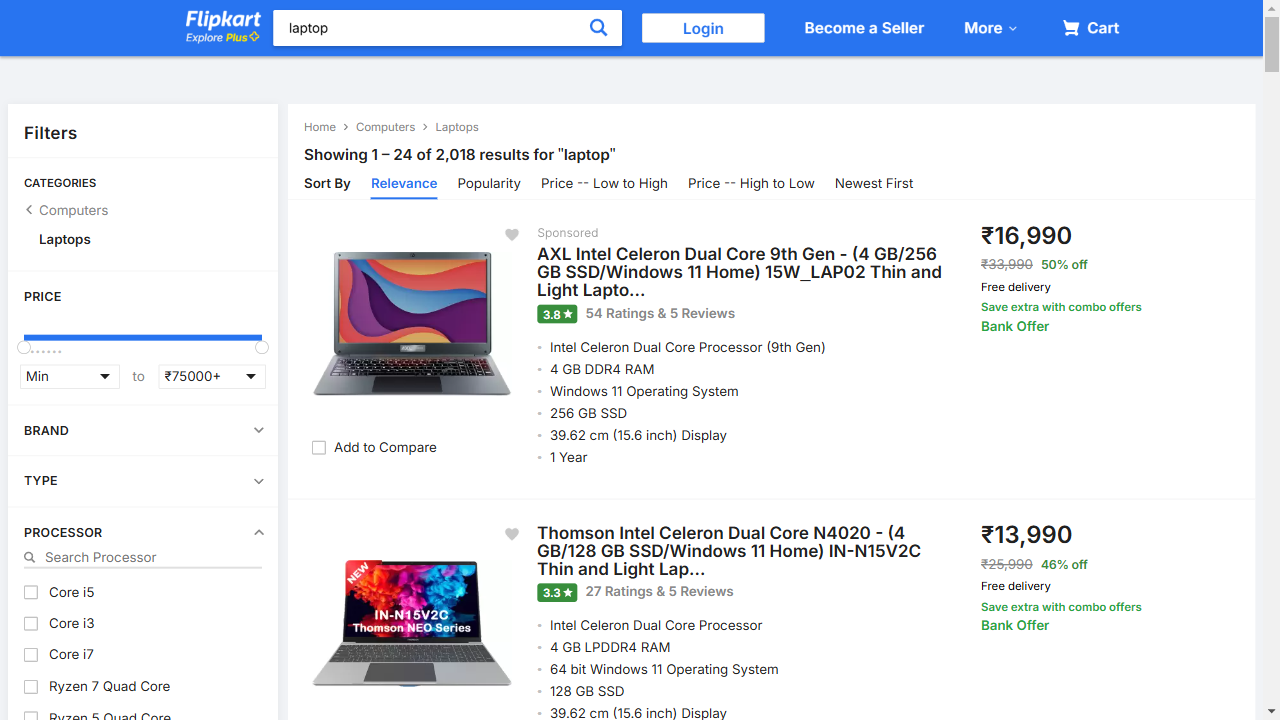 Flipkart
Explore Plus
laptop
Login
Become a Seller
More
Cart
Filters
CATEGORIES
Computers
Laptops
PRICE
Min
to
₹75000+
BRAND
TYPE
PROCESSOR
Search Processor
Core i5
Core i3
Core i7
Ryzen 7 Quad Core
Ryzen 5 Quad Core
Home
Computers
Laptops
Showing 1 – 24 of 2,018 results for "laptop"
Sort By
Relevance
Popularity
Price -- Low to High
Price -- High to Low
Newest First
Sponsored
AXL Intel Celeron Dual Core 9th Gen - (4 GB/256
GB SSD/Windows 11 Home) 15W_LAP02 Thin and
Light Lapto...
3.8
54 Ratings & 5 Reviews
Intel Celeron Dual Core Processor (9th Gen)
4 GB DDR4 RAM
Windows 11 Operating System
256 GB SSD
39.62 cm (15.6 inch) Display
1 Year
Add to Compare
₹16,990
₹33,990 50% off
Free delivery
Save extra with combo offers
Bank Offer
NEW
IN-N15V2C
Thomson NEO Series
Thomson Intel Celeron Dual Core N4020 - (4
GB/128 GB SSD/Windows 11 Home) IN-N15V2C
Thin and Light Lap...
3.3
27 Ratings & 5 Reviews
Intel Celeron Dual Core Processor
4 GB LPDDR4 RAM
64 bit Windows 11 Operating System
128 GB SSD
39.62 cm (15.6 inch) Display
₹13,990
₹25,990 46% off
Free delivery
Save extra with combo offers
Bank Offer